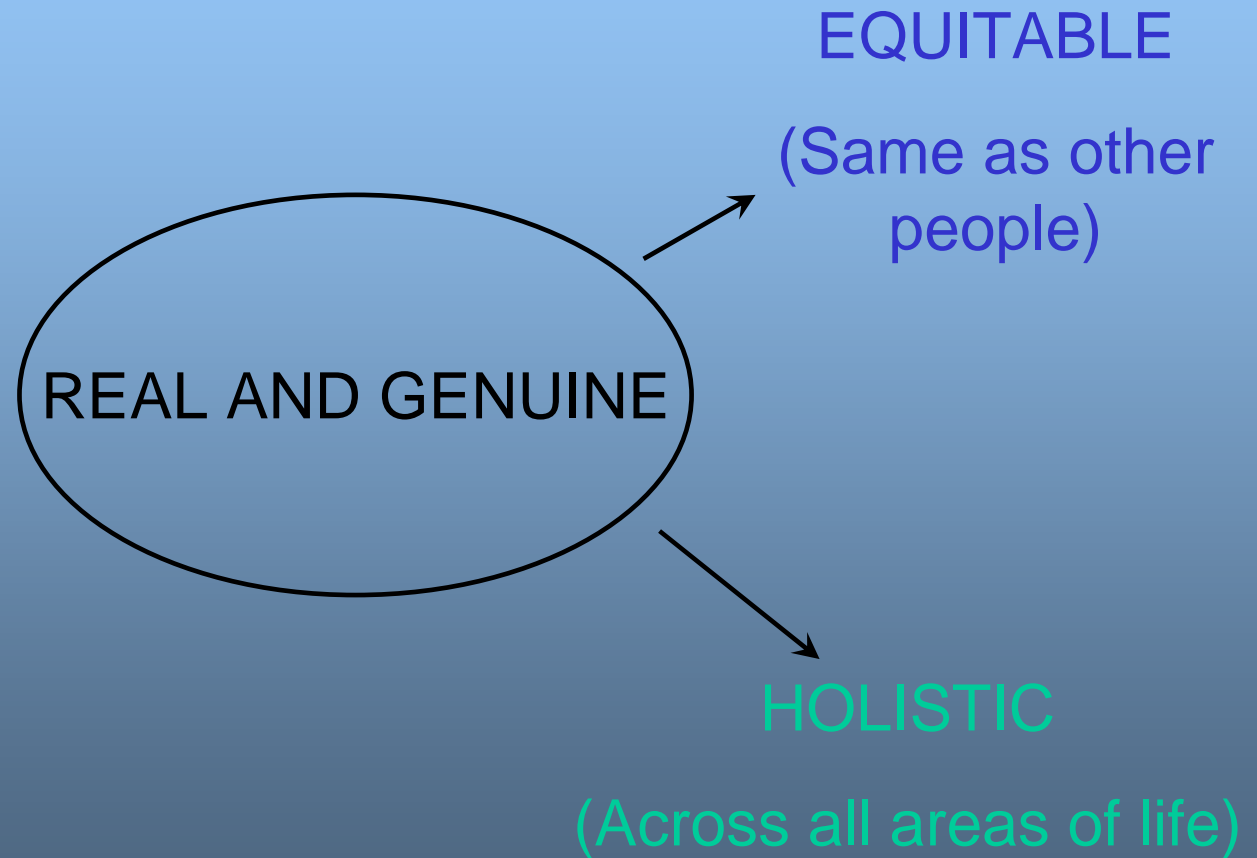 EQUITABLE
(Same as other
people)
REAL AND GENUINE
HOLISTIC
(Across all areas of life)